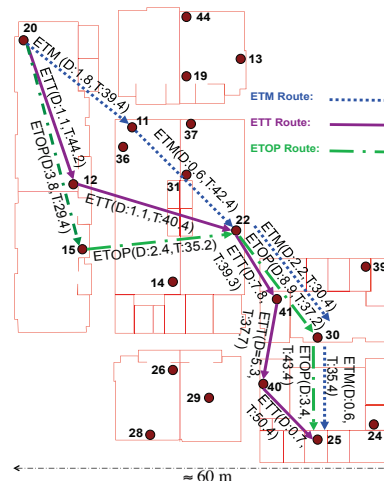 20
44
13
19
ETM (D:1.8, T:39.4)
ETM Route:
ETT Route:
ETOP Route:
ETT(D:1.1,T:44.2)
ETOP(D:3.8,T:29.4)
11
37
36
ETM(D:0.6,T:42.4)
12
31
ETT(D:1.1,T:40.4)
22
15
ETOP(D:2.4,T:35.2)
ETM(D:2.2,T:30.4)
ETOP(D:8.9,T:37.2)
ETT(D:7.8,
T:39.3)
39
14
41
30
ETT(D=5.3,
T:37.7)
ETOP(D:3.4,
T:43.4)
ETM(D:0.6,
T:35.4)
26
40
29
ETT(D:0.7,
T:50.4)
28
25
24
≈ 60 m